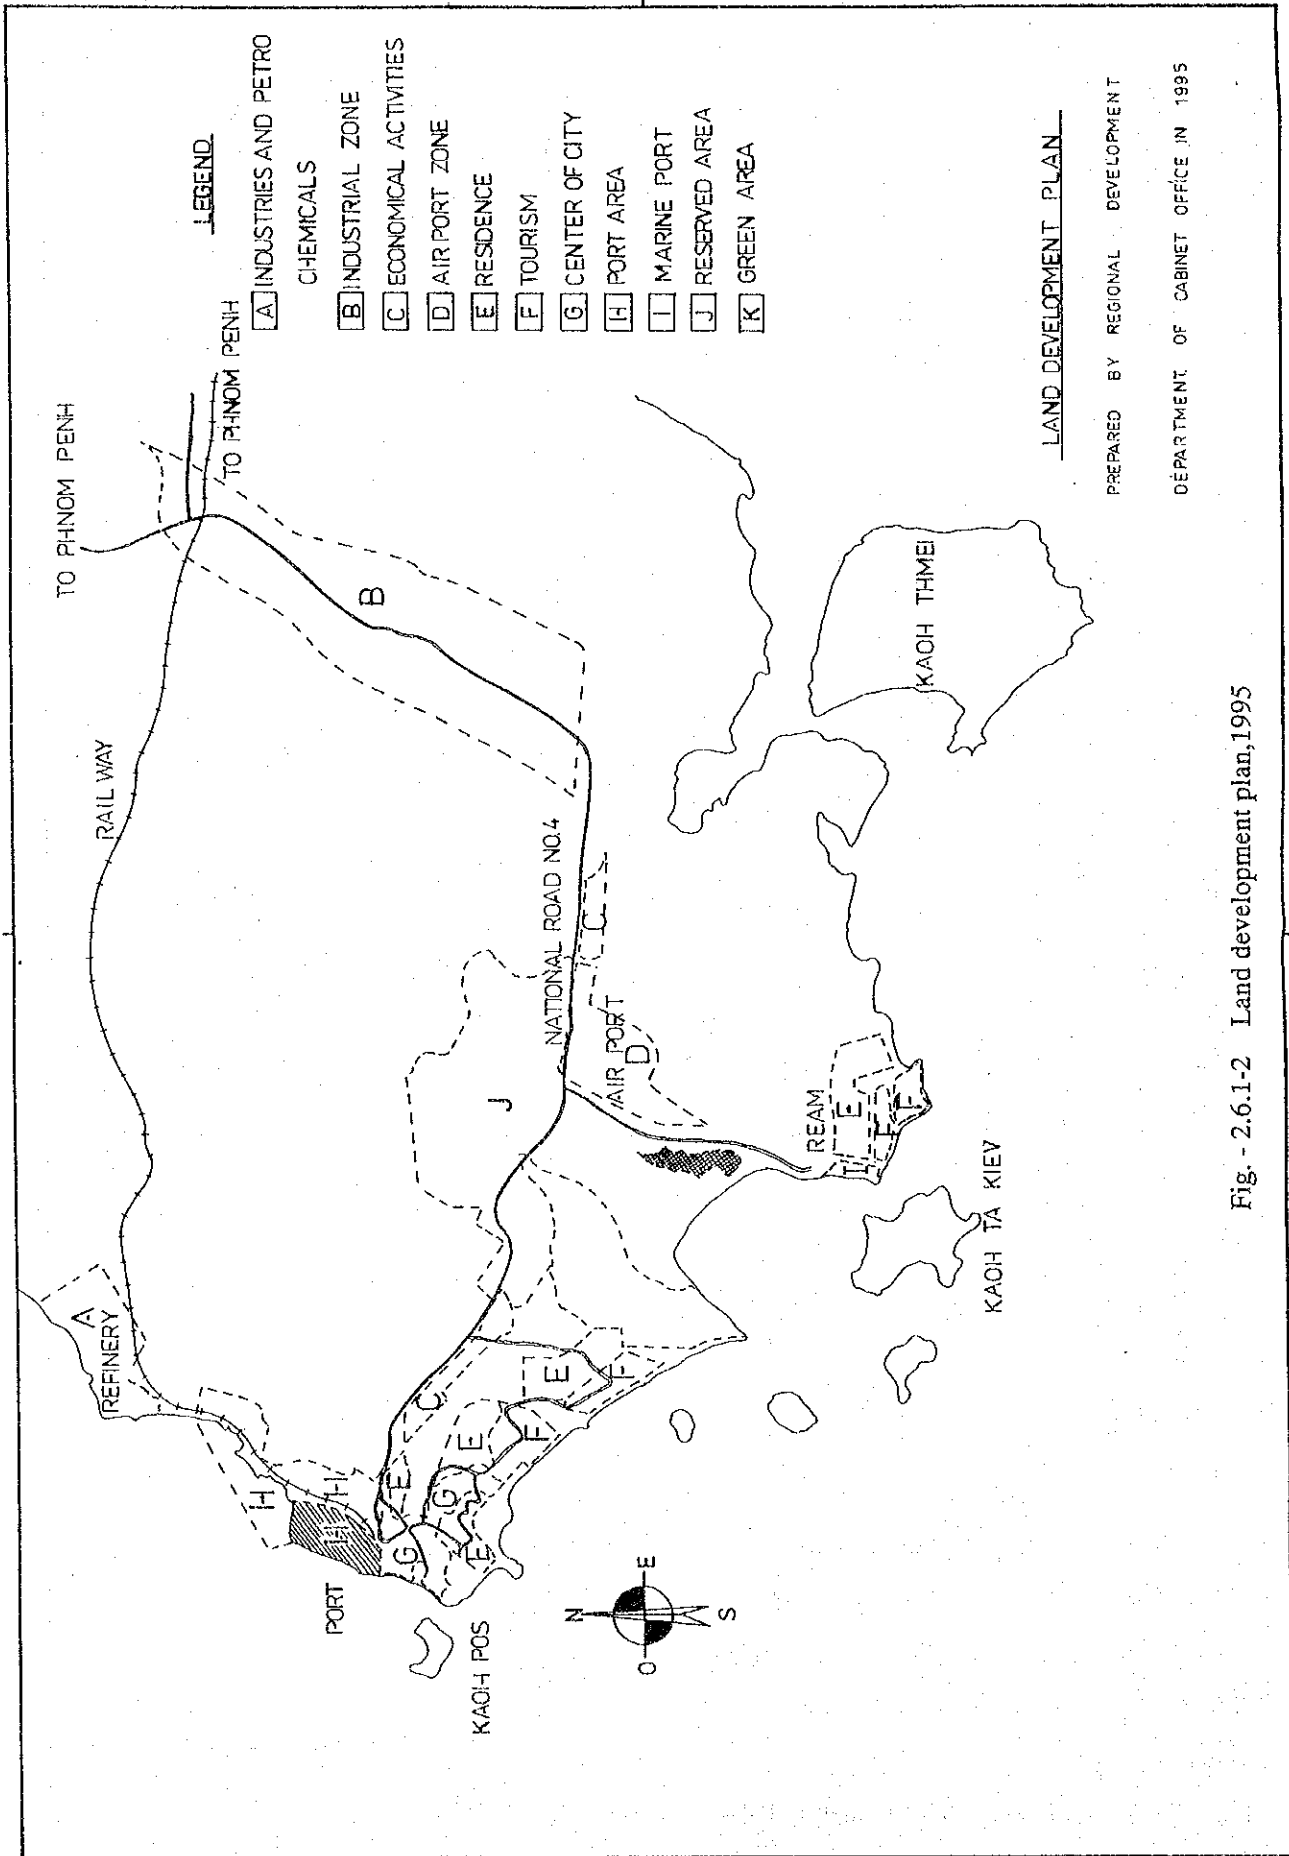 LEGEND
A INDUSTRIES AND PETRO
CHEMICALS
B INDUSTRIAL ZONE
C ECONOMICAL ACTIVITIES
D AIR PORT ZONE
E RESIDENCE
F TOURISM
G CENTER OF CITY
H PORT AREA
I MARINE PORT
J RESERVED AREA
K GREEN AREA
TO PHNOM PENH
TO PHNOM PENH
RAIL WAY
B
A
REFINERY
NATIONAL ROAD NO.4
J
C
AIR PORT
D
H
H
H
PORT
C
E
G
G
E
E
E
F
F
KAOH POS
N
O
E
S
REAM
E
I
F
F
KAOH TA KIEV
KAOH THMEI
LAND DEVELOPMENT PLAN
PREPARED BY REGIONAL DEVELOPMENT
DEPARTMENT OF CABINET OFFICE IN 1995
Fig. - 2.6.1-2 Land development plan,1995